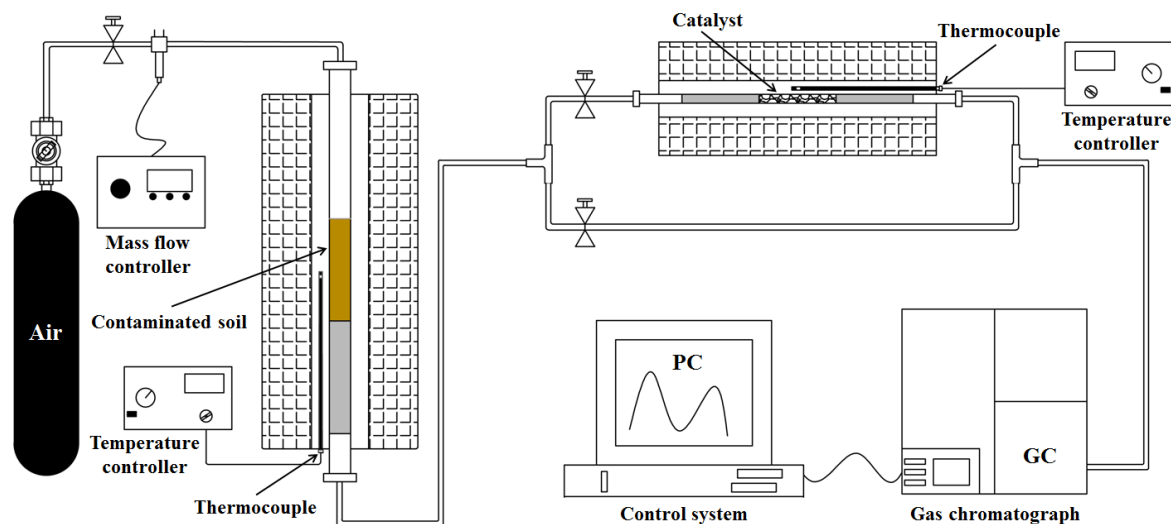 Catalyst
Thermocouple
Temperature
controller
Mass flow
controller
Contaminated soil
Air
Temperature
controller
Thermocouple
PC
GC
Control system
Gas chromatograph